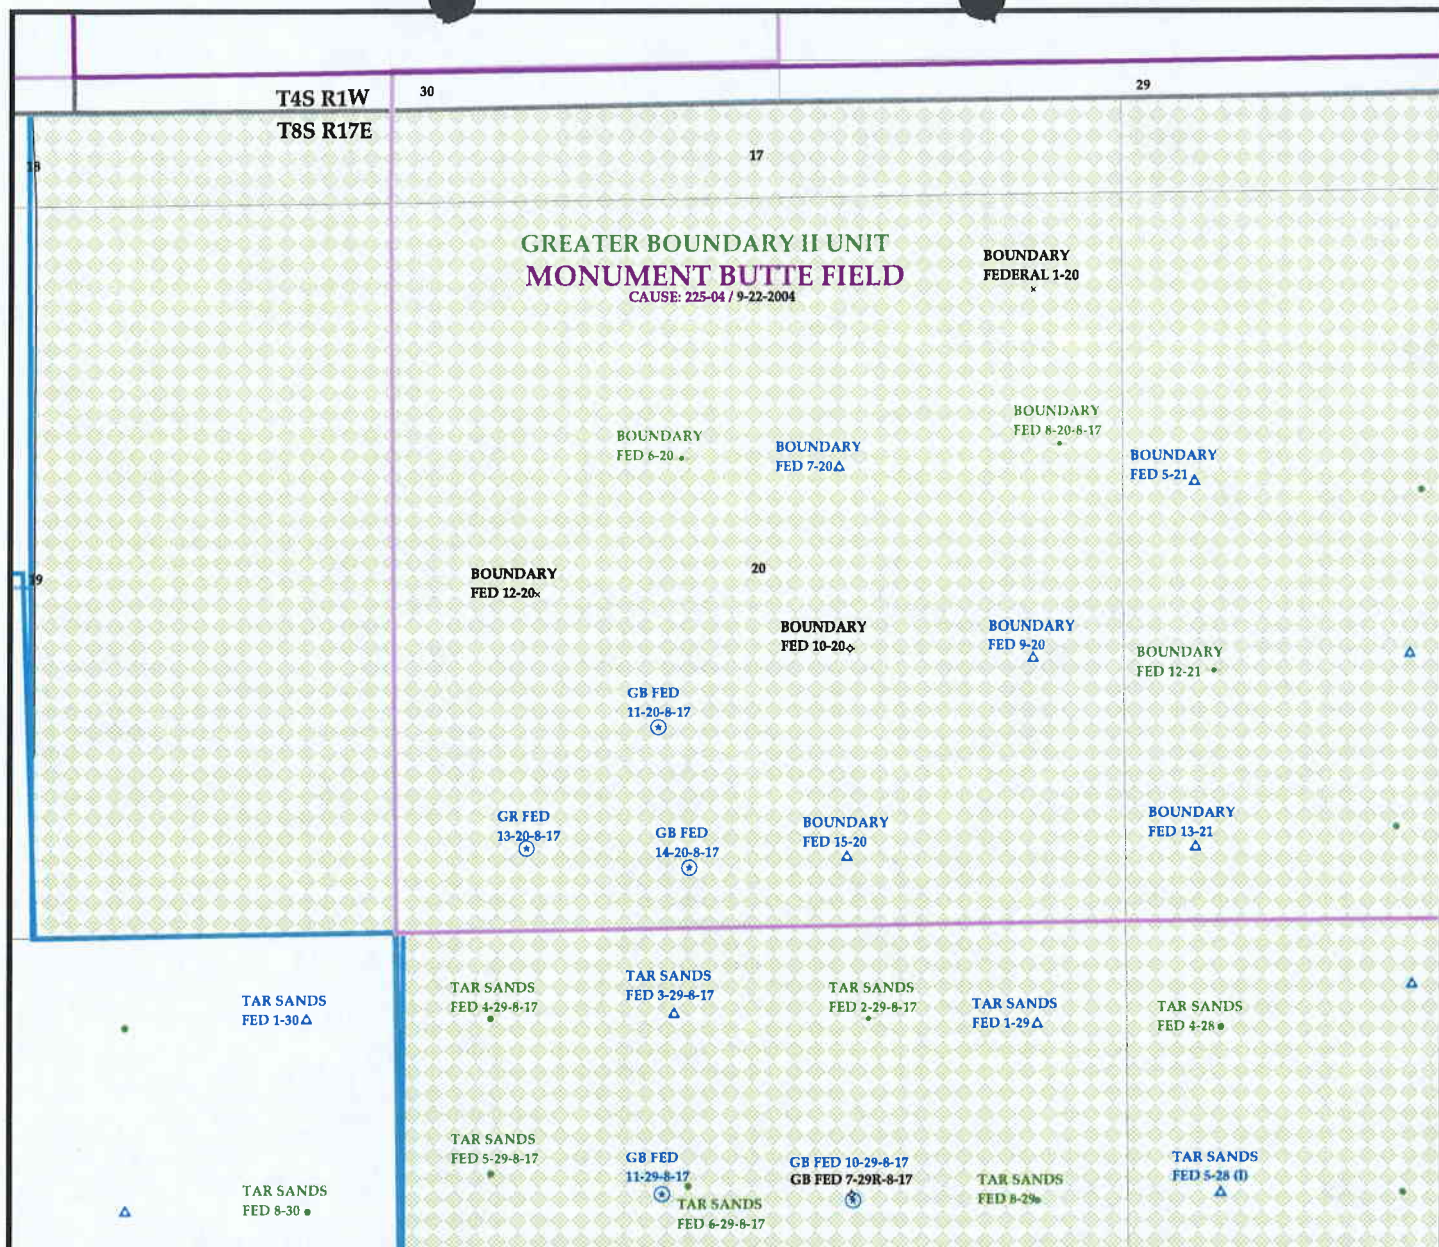 T4S R1W
30
29
T8S R17E
17
18
GREATER BOUNDARY II UNIT
MONUMENT BUTTE FIELD
CAUSE: 225-04 / 9-22-2004
BOUNDARY
FEDERAL 1-20
BOUNDARY
FED 6-20
BOUNDARY
FED 7-20
BOUNDARY
FED 8-20-8-17
BOUNDARY
FED 5-21
19
BOUNDARY
FED 12-20
20
BOUNDARY
FED 10-20
BOUNDARY
FED 9-20
BOUNDARY
FED 12-21
GB FED
11-20-8-17
GR FED
13-20-8-17
GB FED
14-20-8-17
BOUNDARY
FED 15-20
BOUNDARY
FED 13-21
TAR SANDS
FED 1-30
TAR SANDS
FED 4-29-8-17
TAR SANDS
FED 3-29-8-17
TAR SANDS
FED 2-29-8-17
TAR SANDS
FED 1-29
TAR SANDS
FED 4-28
TAR SANDS
FED 8-30
TAR SANDS
FED 5-29-8-17
GB FED
11-29-8-17
TAR SANDS
FED 6-29-8-17
GB FED 10-29-8-17
GB FED 7-29R-8-17
TAR SANDS
FED 8-29
TAR SANDS
FED 5-28 (I)